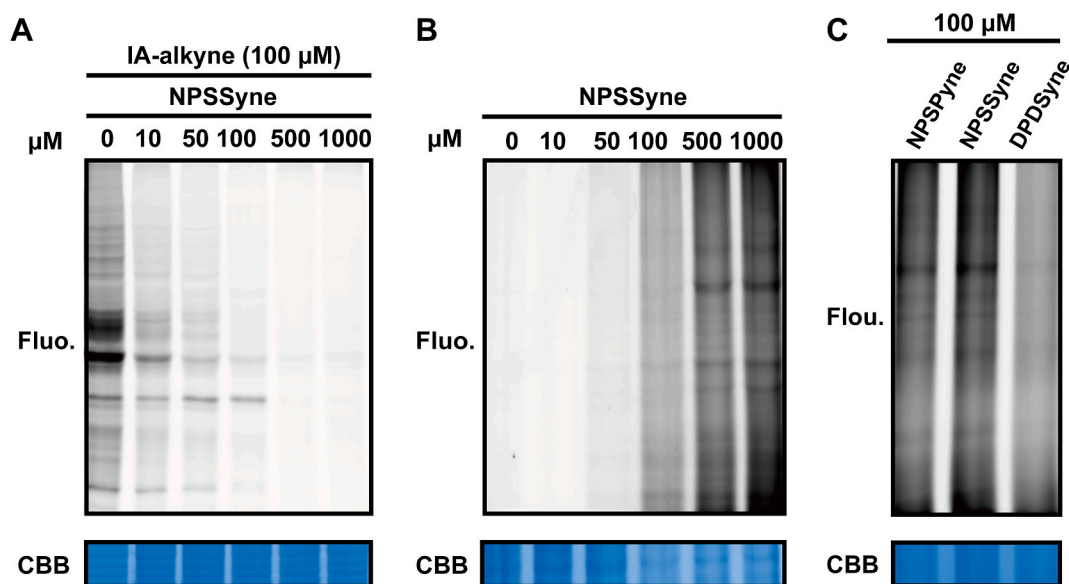 A
IA-alkyne (100 μM)
NPSSyne
μM 0 10 50 100 500 1000
Fluo.
CBB
B
NPSSyne
μM 0 10 50 100 500 1000
Fluo.
CBB
C
100 μM
NPSPyne NPSSyne DPDSyne
Flou.
CBB